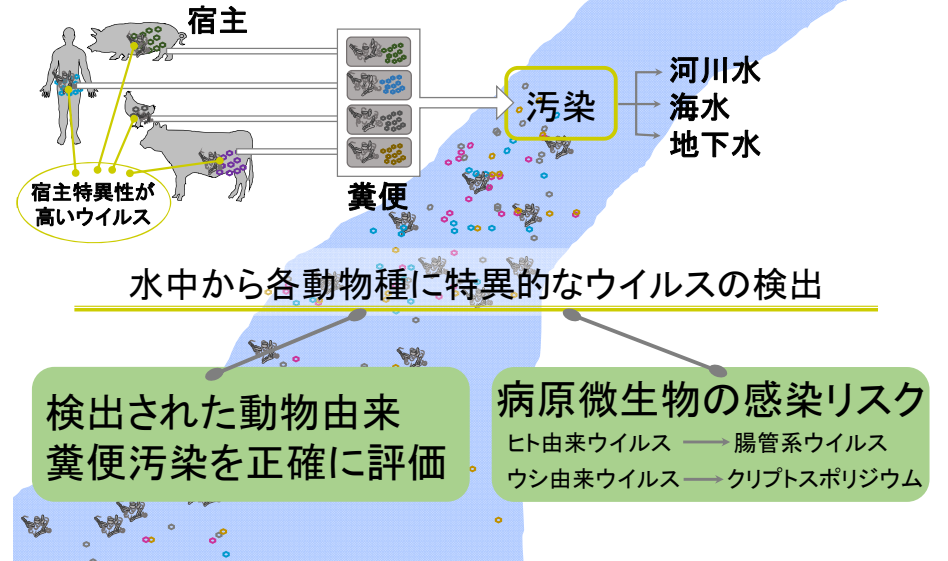 宿主
宿主特異性が
高いウイルス
糞便
汚染
河川水
海水
地下水
水中から各動物種に特異的なウイルスの検出
検出された動物由来
糞便汚染を正確に評価
病原微生物の感染リスク
ヒト由来ウイルス 腸管系ウイルス
ウシ由来ウイルス クリプトスポリジウム